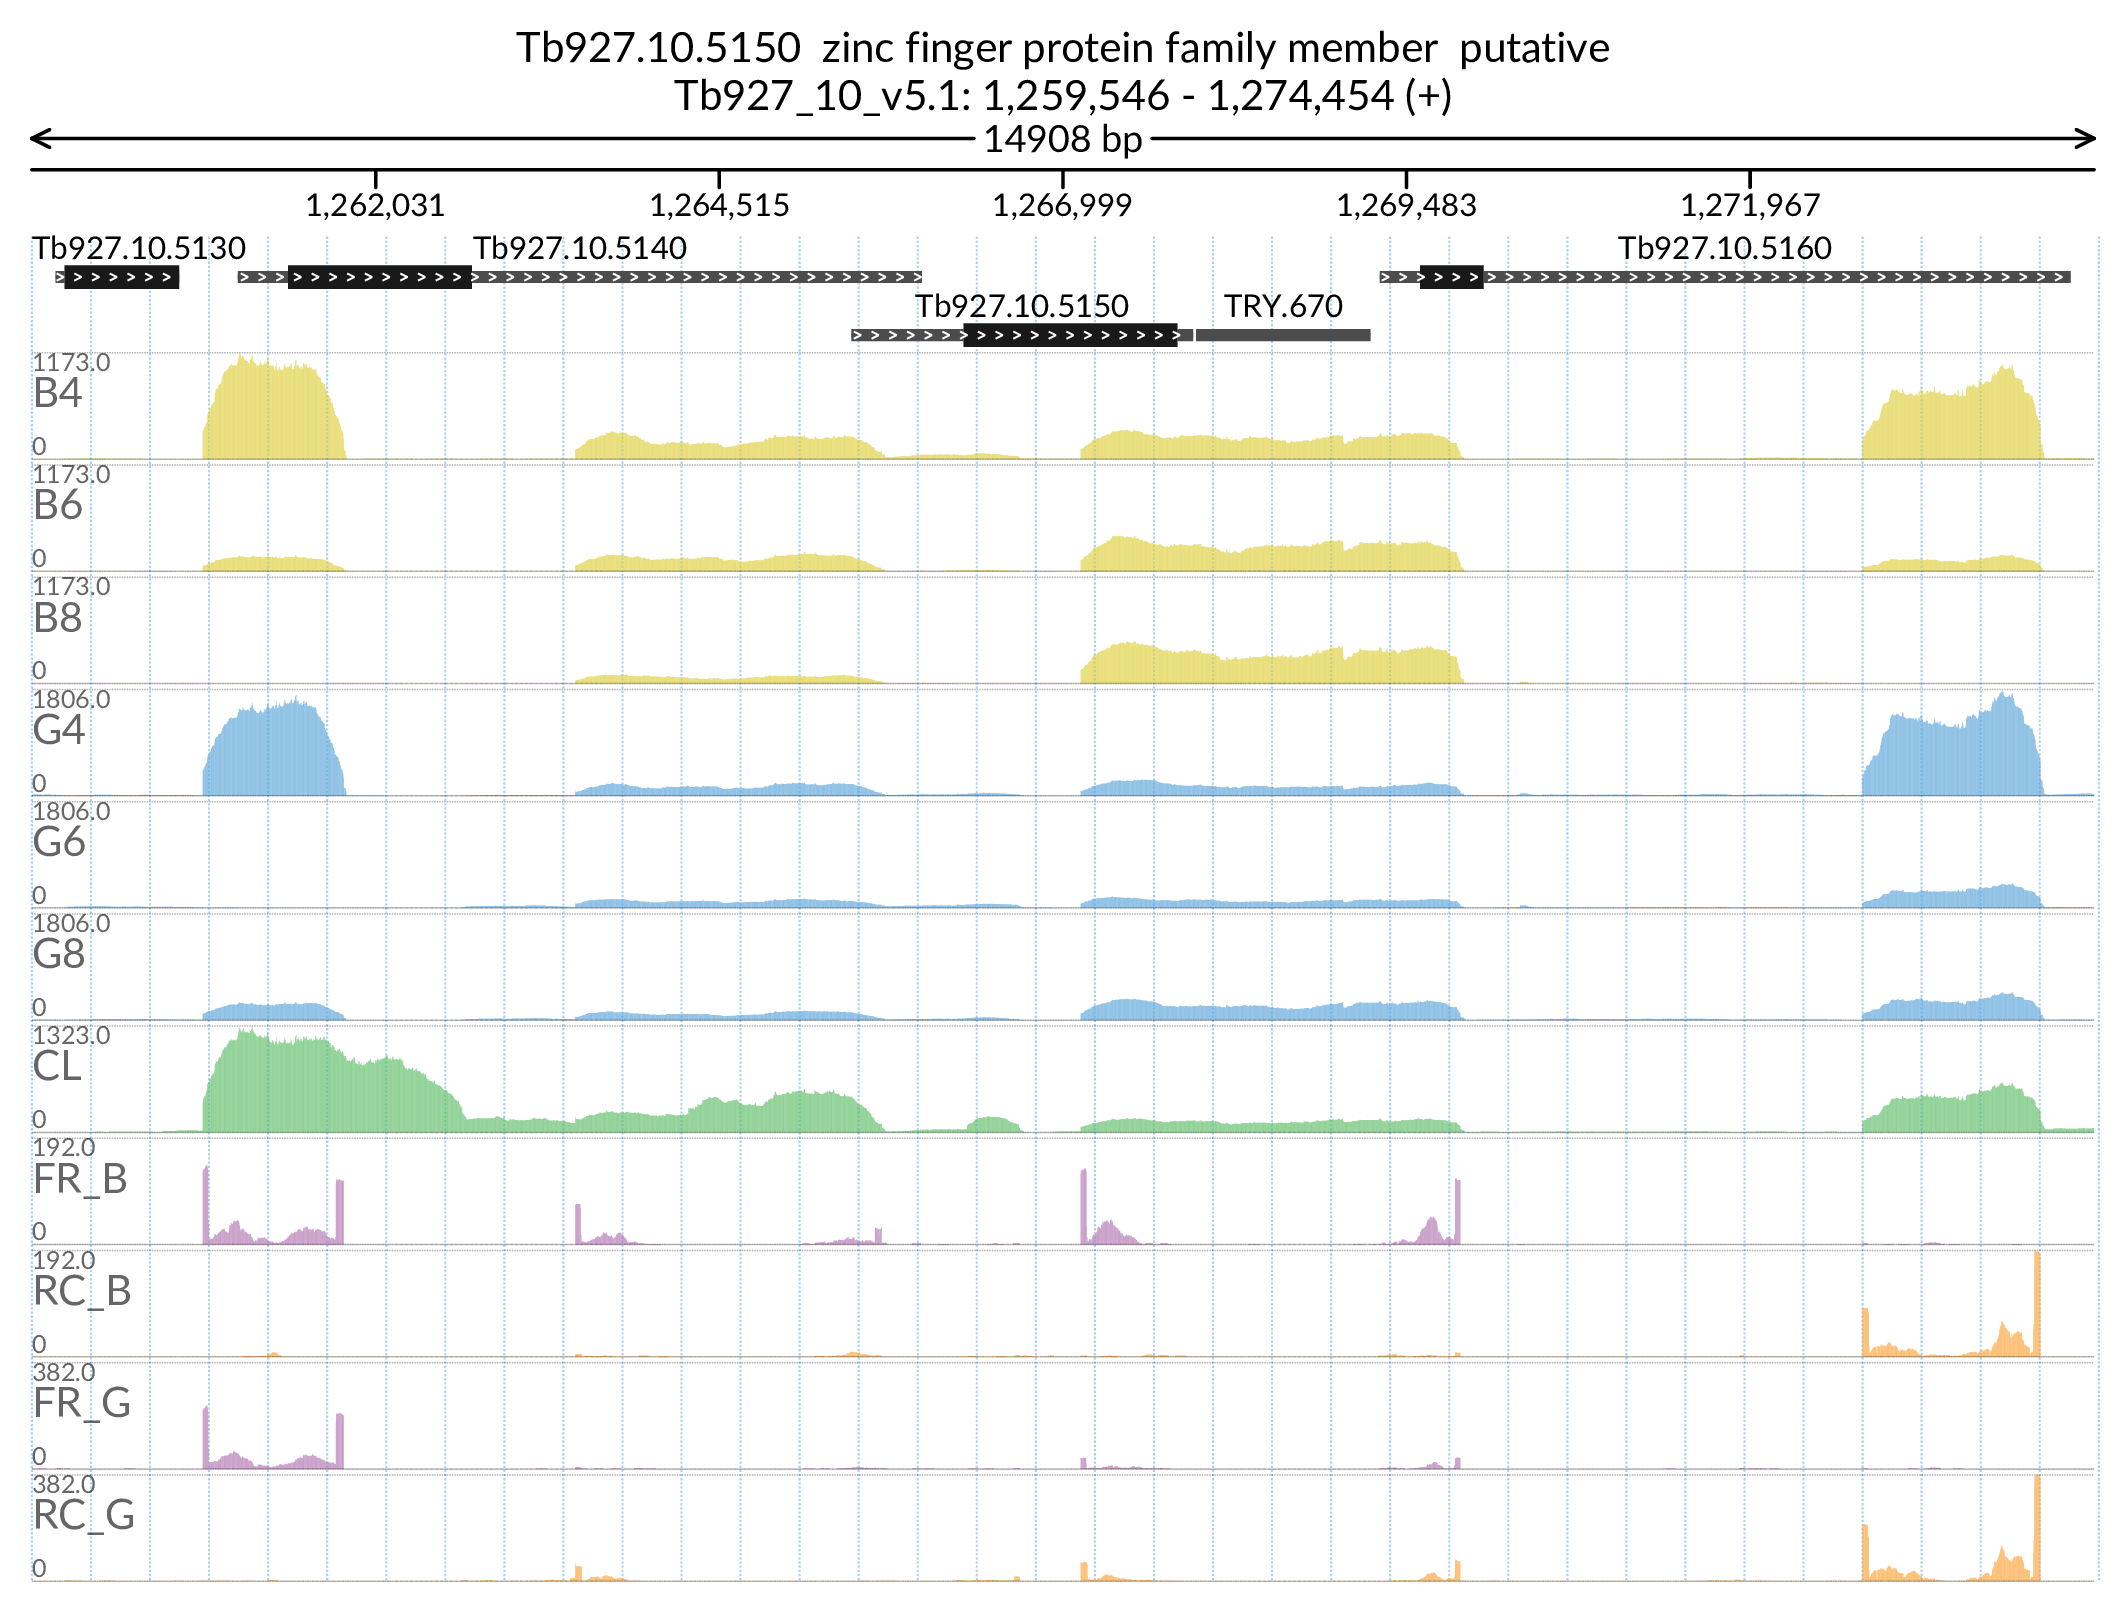 Tb927.10.5150  zinc finger protein family member  putative
Tb927_10_v5.1: 1,259,546 - 1,274,454 (+)
14908 bp
1,262,031 1,264,515 1,266,999 1,269,483 1,271,967
Tb927.10.5130 Tb927.10.5140 Tb927.10.5160
Tb927.10.5150 TRY.670
1173.0
B4
0
1173.0
B6
0
1173.0
B8
0
1806.0
G4
0
1806.0
G6
0
1806.0
G8
0
1323.0
CL
0
192.0
FR_B
0
192.0
RC_B
0
382.0
FR_G
0
382.0
RC_G
0